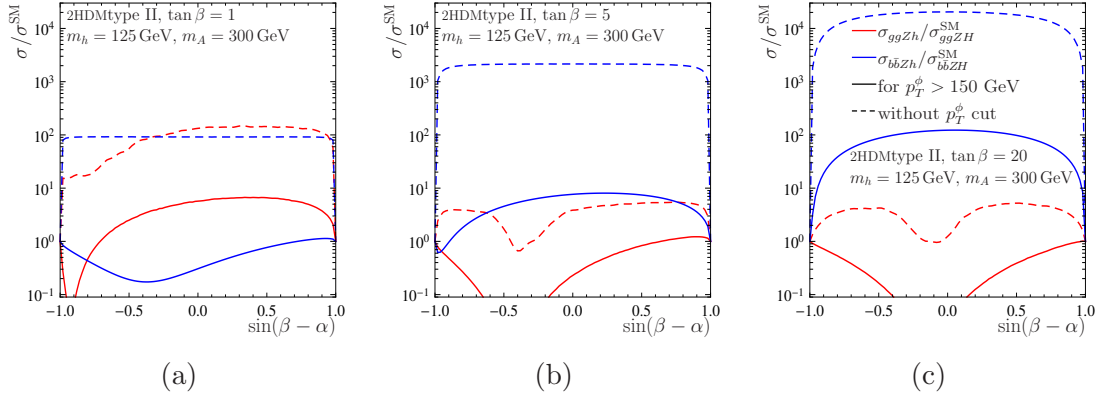 2HDMtype II, tan β = 1
m_h = 125 GeV, m_A = 300 GeV
σ/σ^SM
10^4
10^3
10^2
10^1
10^0
10^−1
-1.0 -0.5 0.0 0.5 1.0
sin(β − α)
(a)
2HDMtype II, tan β = 5
m_h = 125 GeV, m_A = 300 GeV
σ/σ^SM
10^4
10^3
10^2
10^1
10^0
10^−1
-1.0 -0.5 0.0 0.5 1.0
sin(β − α)
(b)
σ_ggZh/σ^SM_ggZH
σ_bb̄Zh/σ^SM_bb̄ZH
for p_T^ϕ > 150 GeV
without p_T^ϕ cut
2HDMtype II, tan β = 20
m_h = 125 GeV, m_A = 300 GeV
σ/σ^SM
10^4
10^3
10^2
10^1
10^0
10^−1
-1.0 -0.5 0.0 0.5 1.0
sin(β − α)
(c)